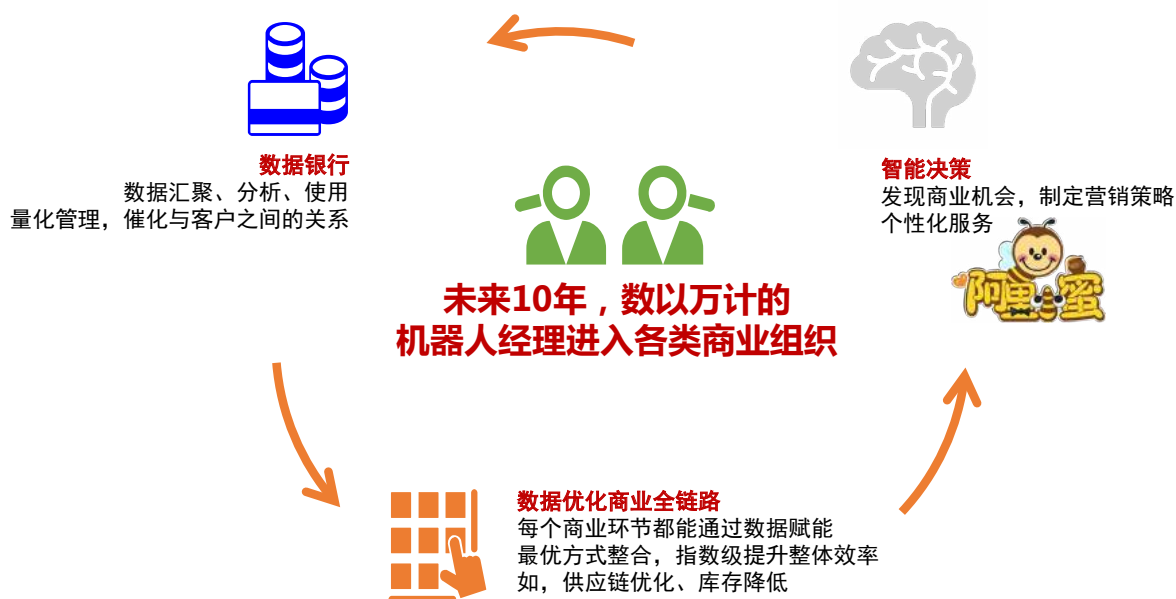 数据银行
数据汇聚、分析、使用
量化管理，催化与客户之间的关系
智能决策
发现商业机会，制定营销策略
个性化服务
阿里蜜
未来10年，数以万计的
机器人经理进入各类商业组织
数据优化商业全链路
每个商业环节都能通过数据赋能
最优方式整合，指数级提升整体效率
如，供应链优化、库存降低